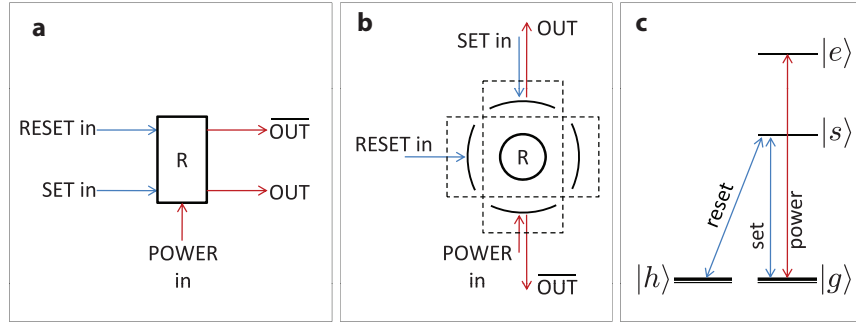 a
RESET in
SET in
R
OUT
OUT
POWER
in
b
SET in
OUT
RESET in
R
POWER
in
OUT
c
|e⟩
|s⟩
reset
set
power
|h⟩
|g⟩